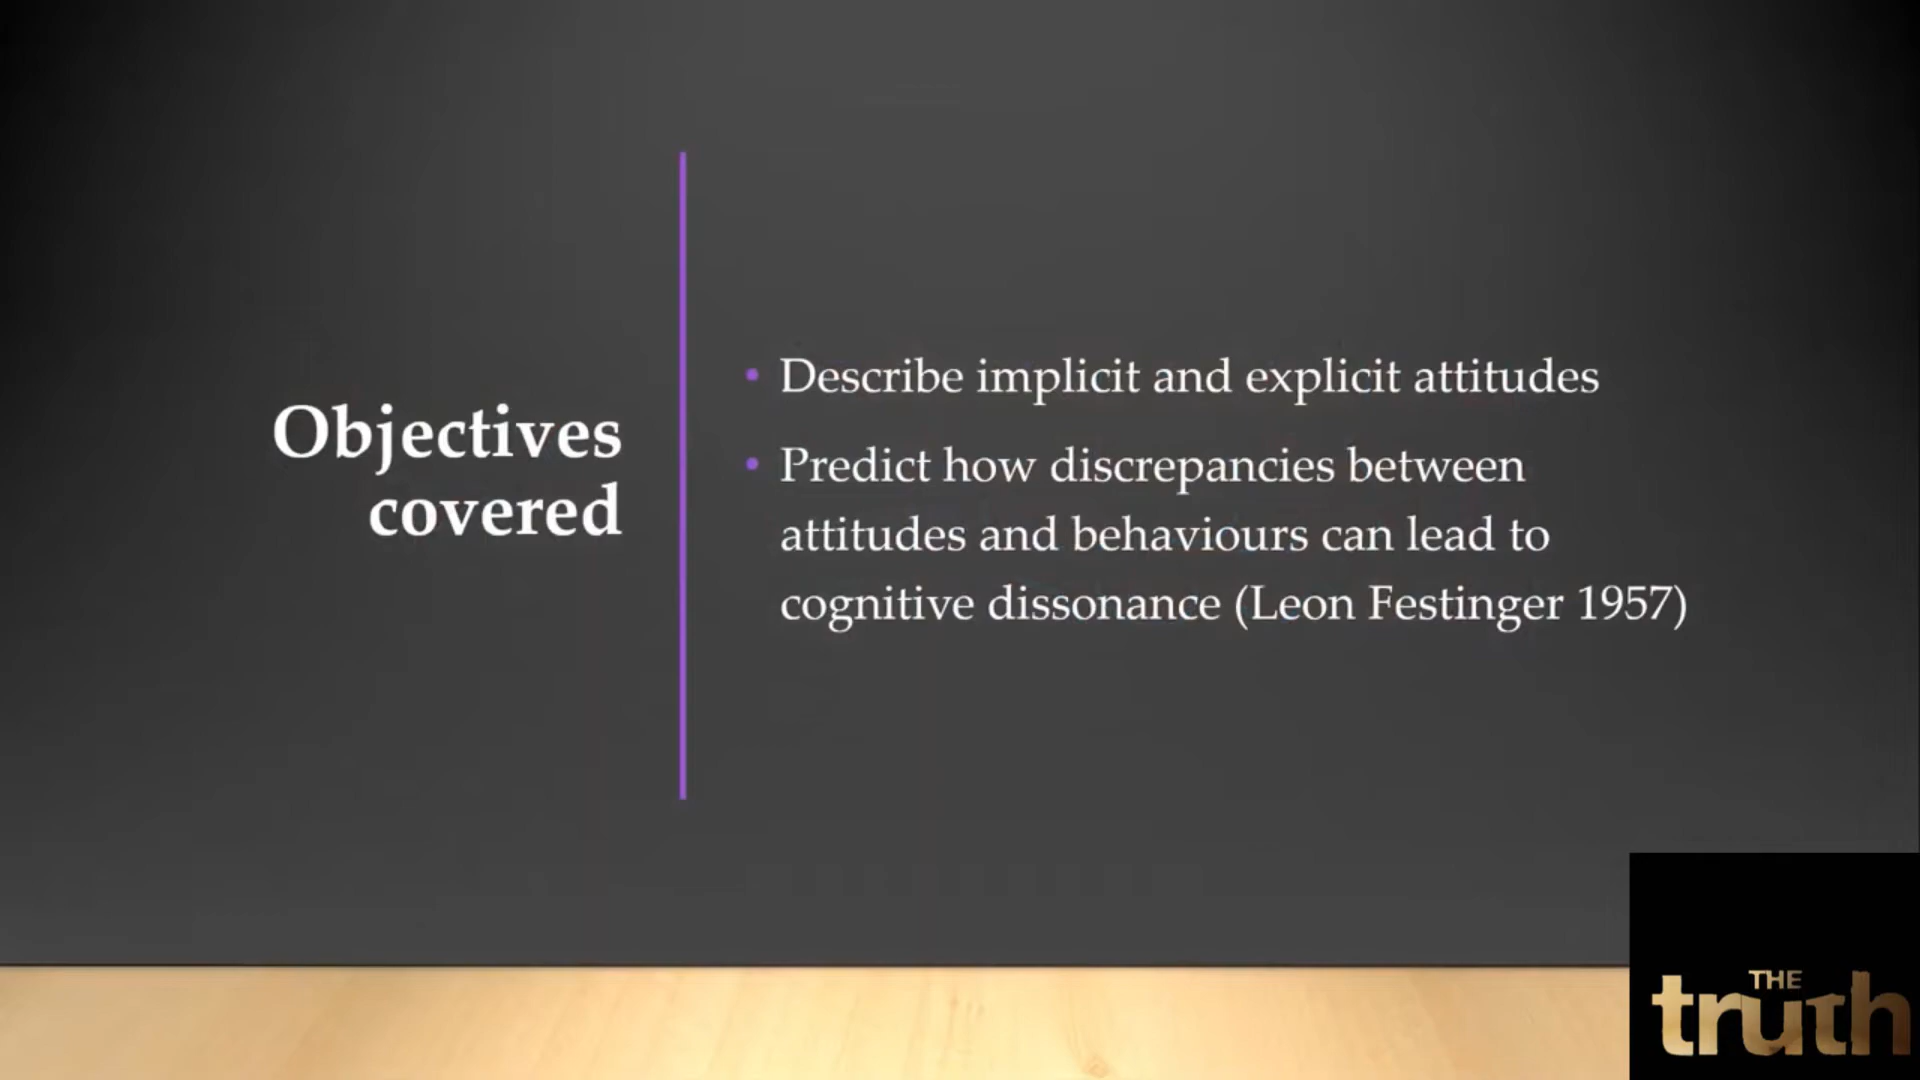 Objectives
covered
• Describe implicit and explicit attitudes
• Predict how discrepancies between
attitudes and behaviours can lead to
cognitive dissonance (Leon Festinger 1957)
THE
truth